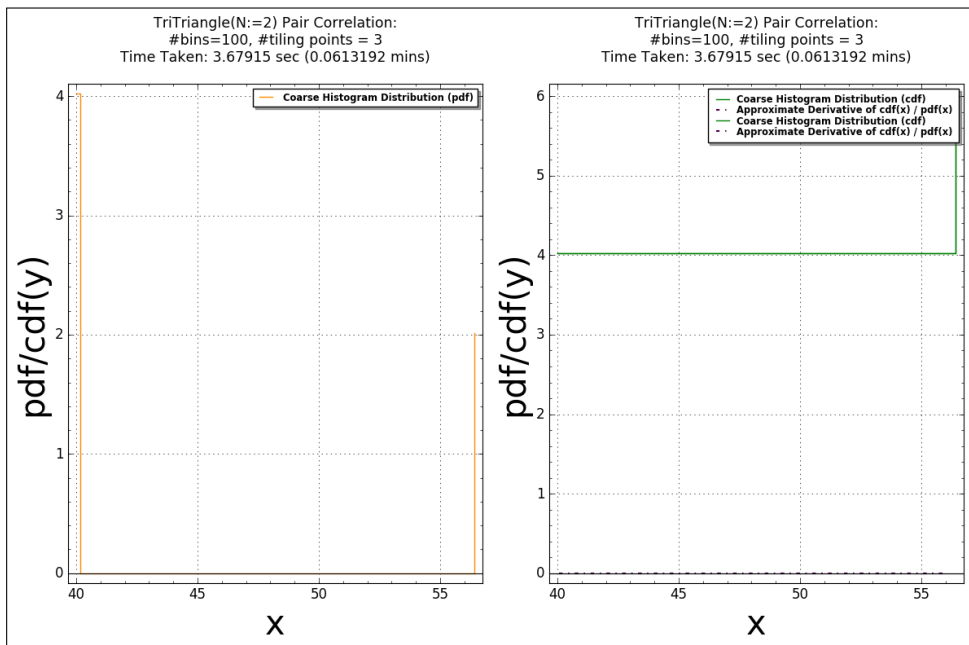 TriTriangle(N:=2) Pair Correlation:
#bins=100, #tiling points = 3
Time Taken: 3.67915 sec (0.0613192 mins)
Coarse Histogram Distribution (pdf)
4
3
2
1
0
pdf/cdf(y)
40
45
50
55
x
TriTriangle(N:=2) Pair Correlation:
#bins=100, #tiling points = 3
Time Taken: 3.67915 sec (0.0613192 mins)
Coarse Histogram Distribution (cdf)
Approximate Derivative of cdf(x) / pdf(x)
Coarse Histogram Distribution (cdf)
Approximate Derivative of cdf(x) / pdf(x)
6
5
4
3
2
1
0
pdf/cdf(y)
40
45
50
55
x